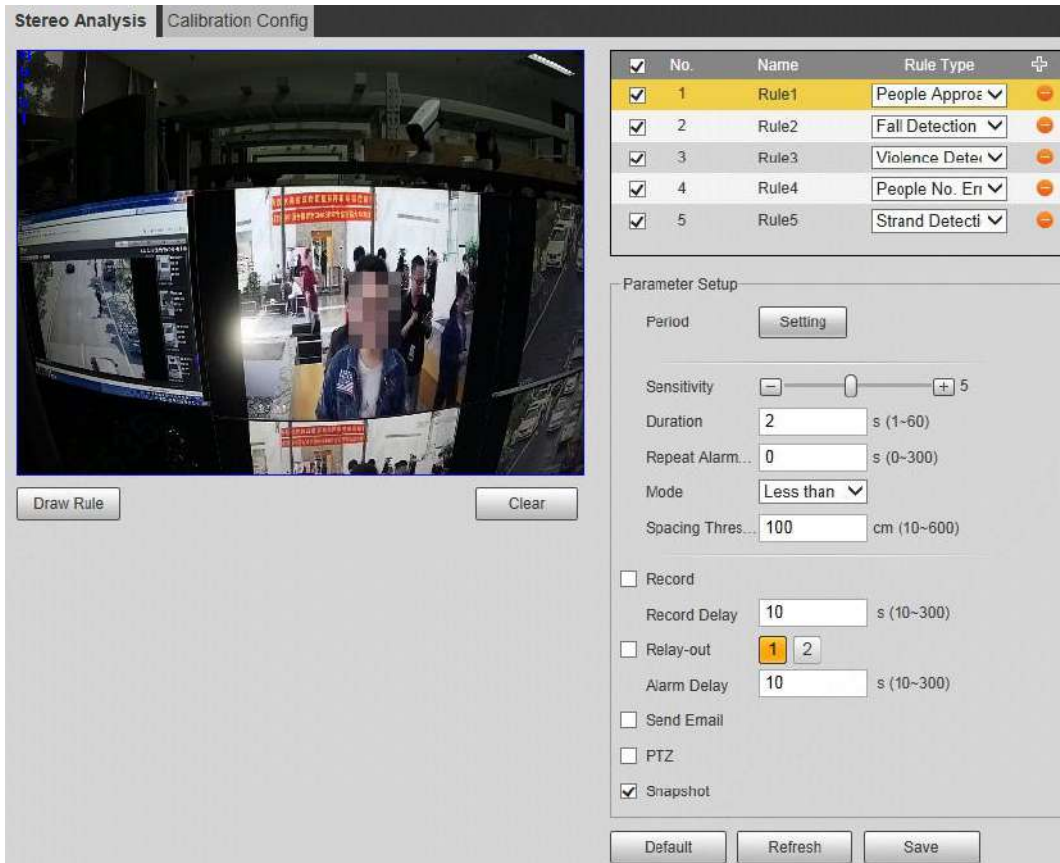 Stereo Analysis Calibration Config
No. Name Rule Type
1 Rule1 People Approa
2 Rule2 Fall Detection
3 Rule3 Violence Detec
4 Rule4 People No. Err
5 Rule5 Strand Detecti
Draw Rule Clear
Parameter Setup
Period Setting
Sensitivity 5
Duration 2 s (1~60)
Repeat Alarm... 0 s (0~300)
Mode Less than
Spacing Thres... 100 cm (10~600)
Record
Record Delay 10 s (10~300)
Relay-out 1 2
Alarm Delay 10 s (10~300)
Send Email
PTZ
Snapshot
Default Refresh Save